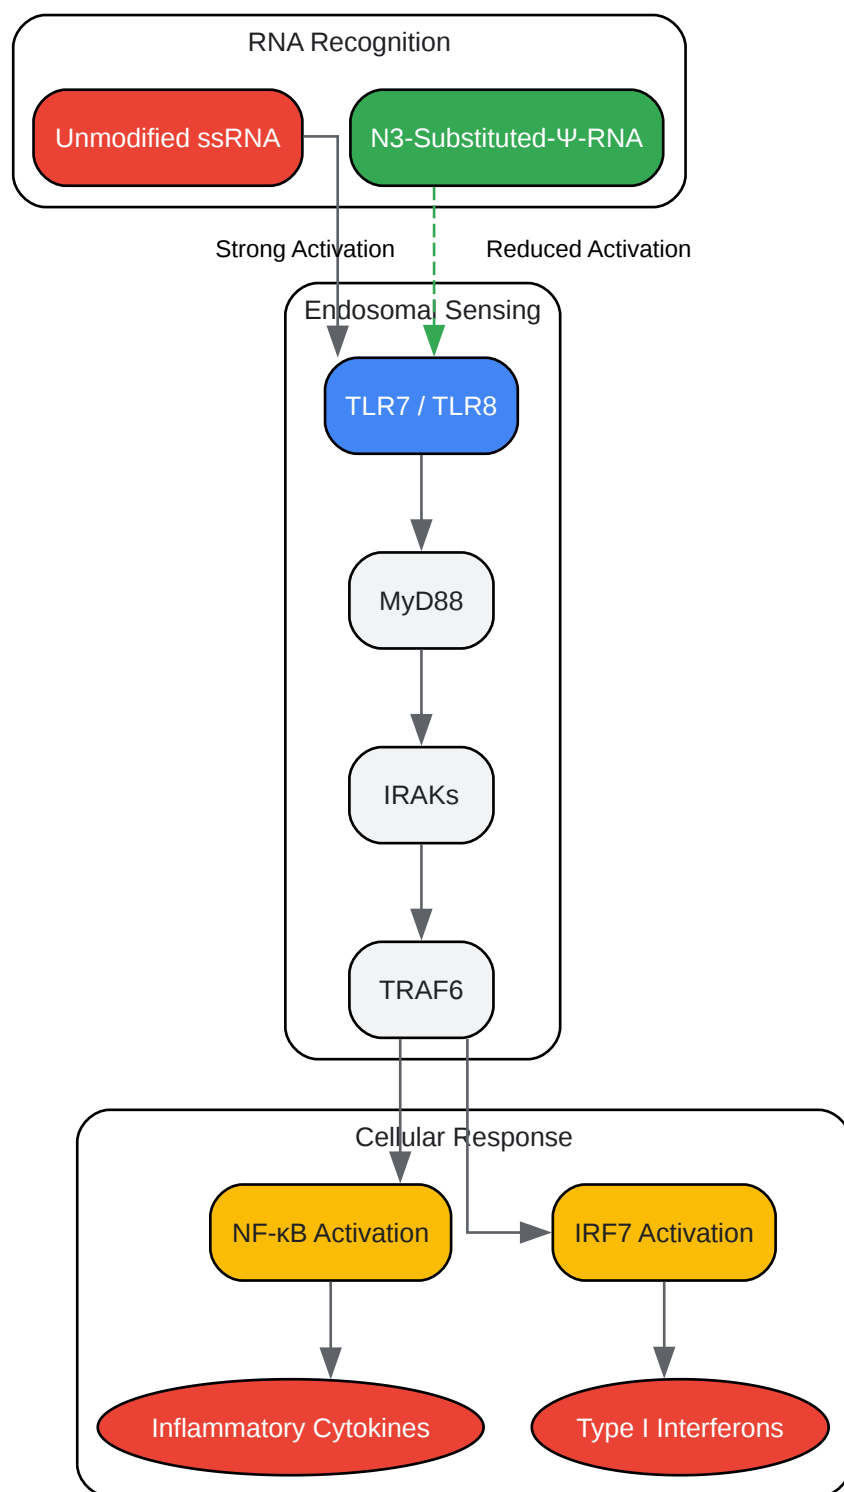 RNA Recognition
Unmodified ssRNA
N3-Substituted-Ψ-RNA
Strong Activation
Reduced Activation
Endosomal Sensing
TLR7 / TLR8
MyD88
IRAKs
TRAF6
Cellular Response
NF-κB Activation
IRF7 Activation
Inflammatory Cytokines
Type I Interferons